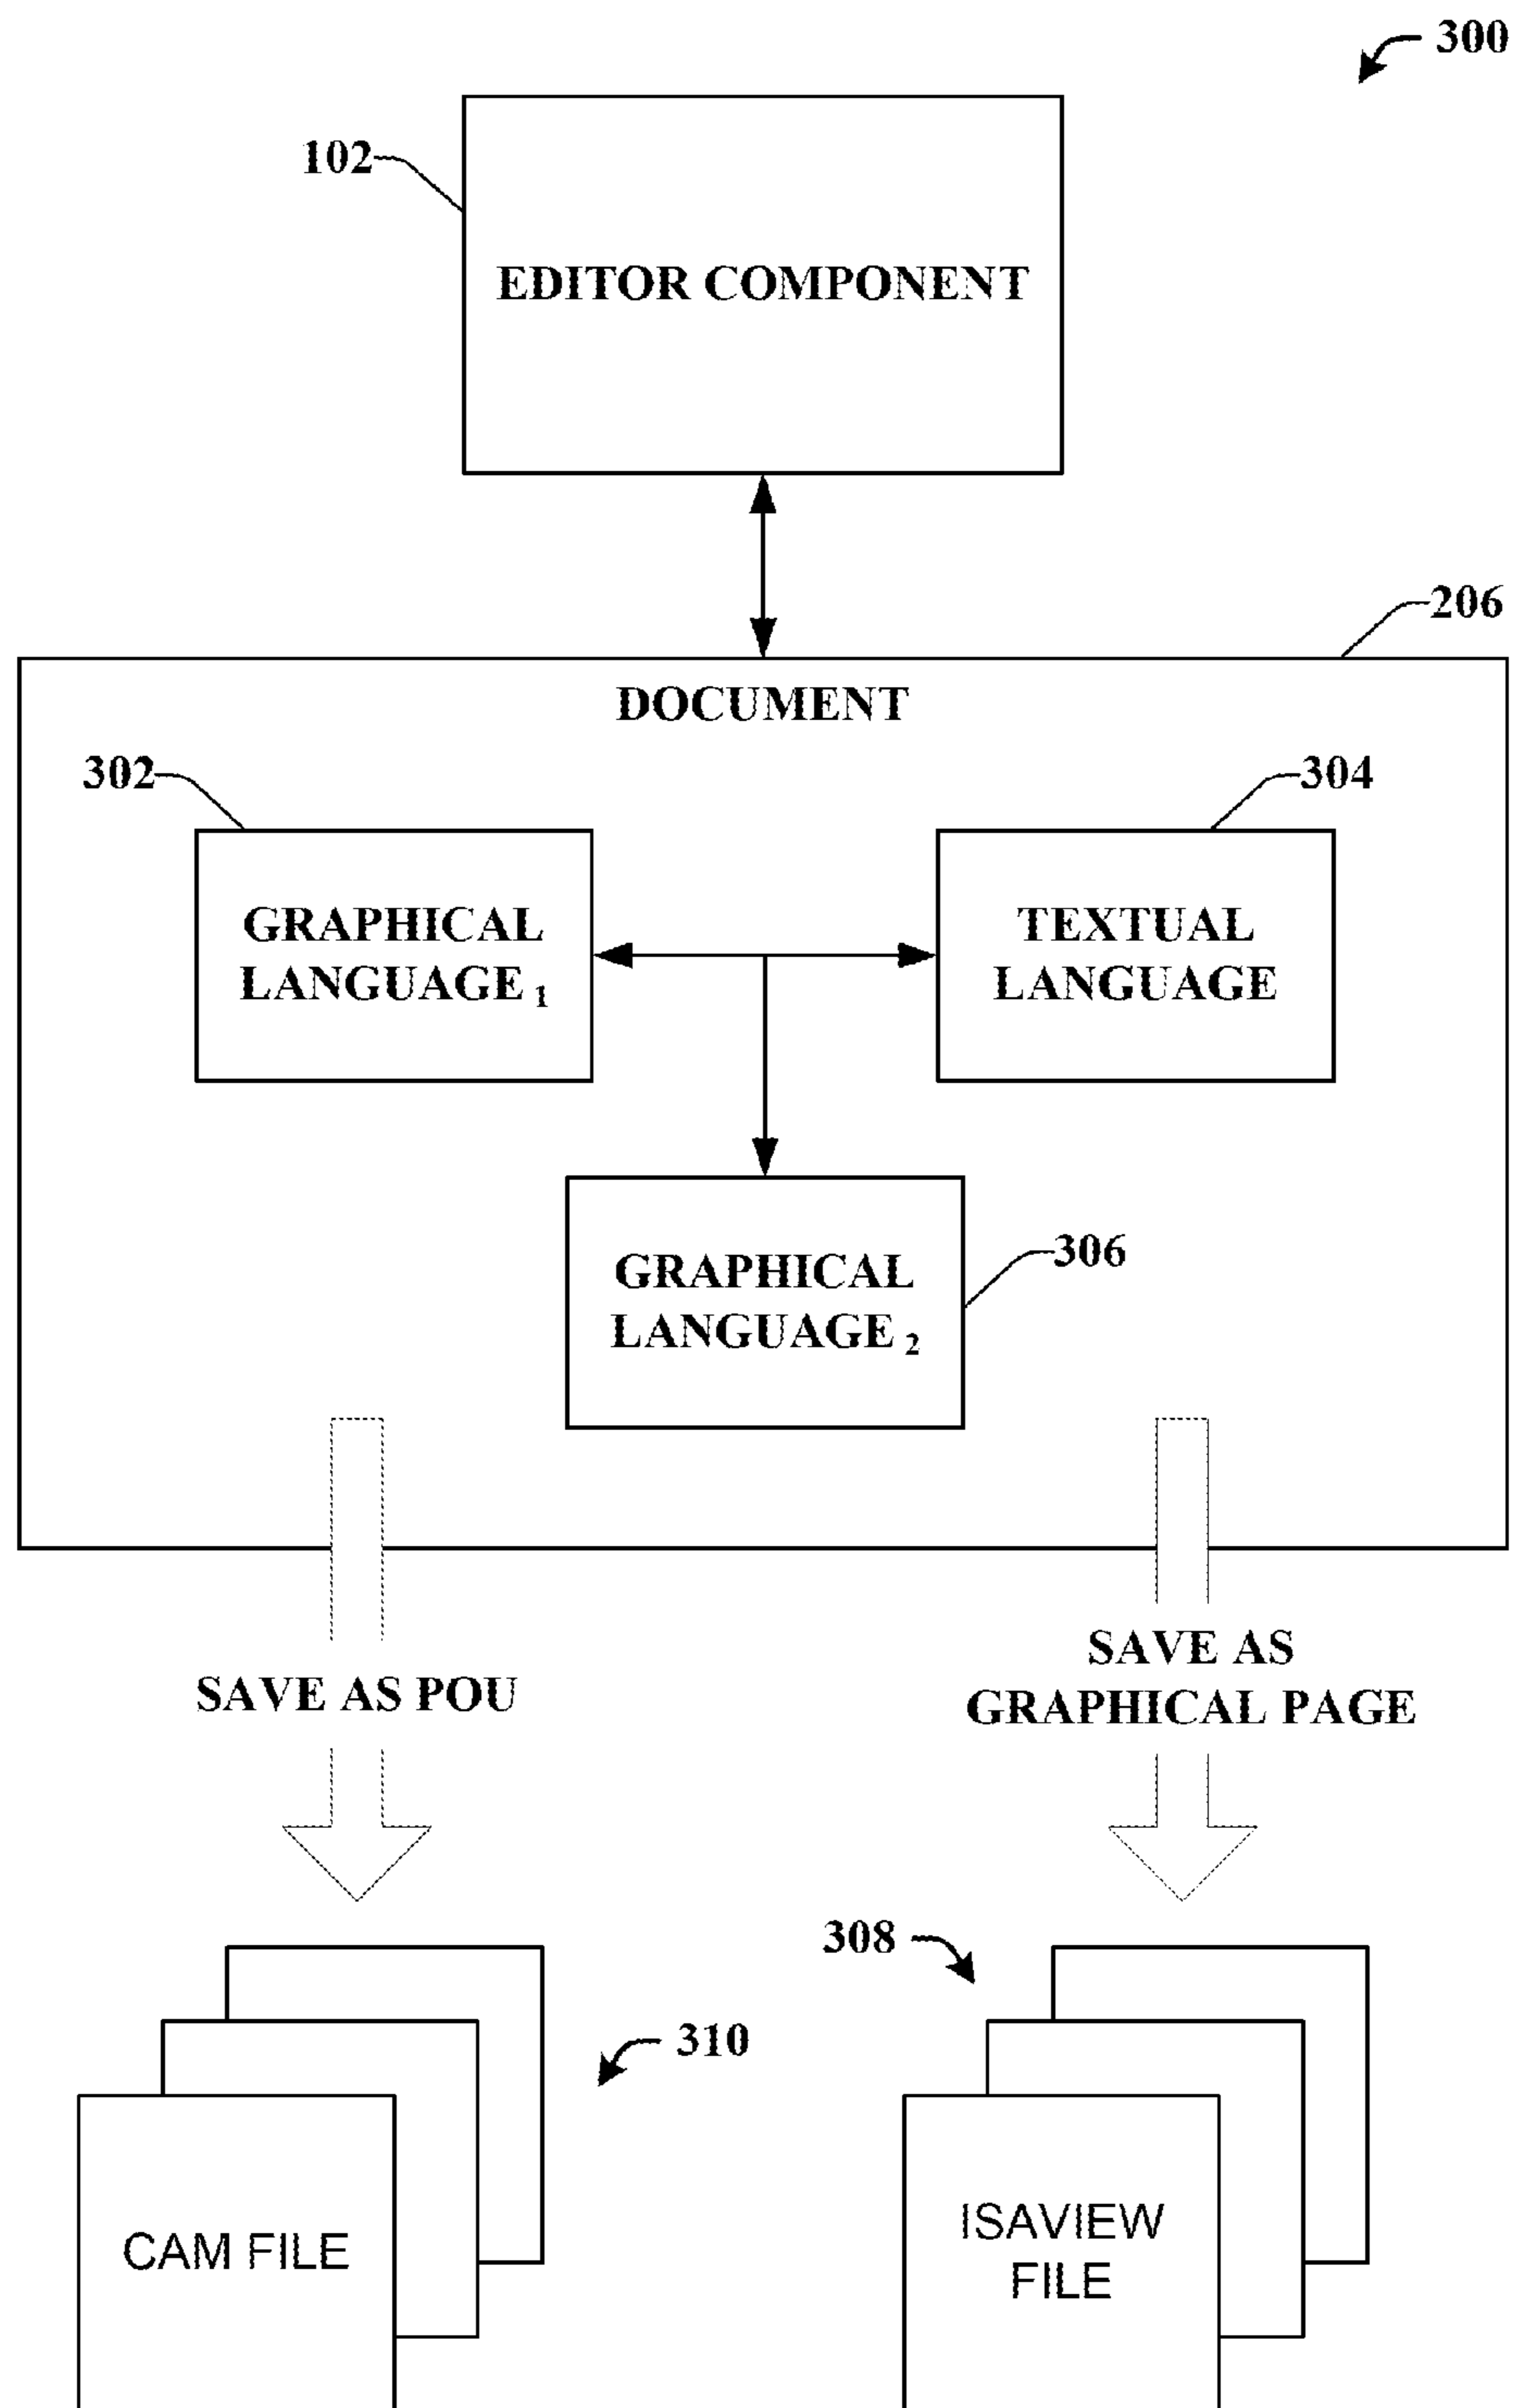 300
102
EDITOR COMPONENT
206
DOCUMENT
302
304
GRAPHICAL
LANGUAGE 1
TEXTUAL
LANGUAGE
306
GRAPHICAL
LANGUAGE 2
SAVE AS POU
SAVE AS
GRAPHICAL PAGE
308
310
CAM FILE
ISAVIEW
FILE